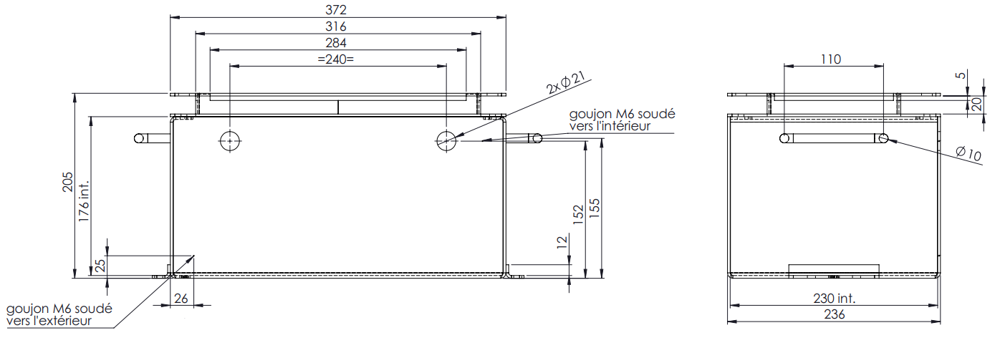 372
316
284
=240=
2xØ21
goujon M6 soudé
vers l'intérieur
205
176 int.
25
26
goujon M6 soudé
vers l'extérieur
152
155
12
110
5
20
Ø10
230 int.
236